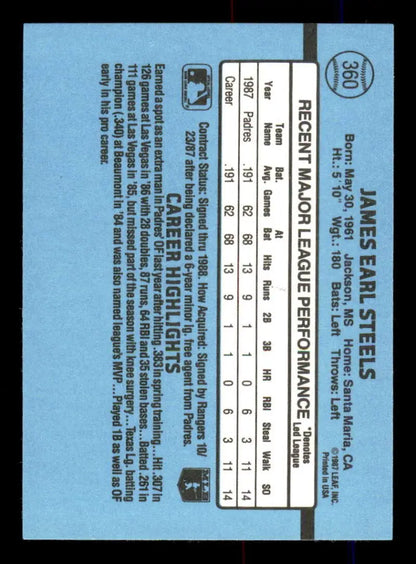 360
JAMES EARL STEELS
Born: May 30, 1961 Jackson, MS Home: Santa Maria, CA
Ht.: 5' 10" Wgt.: 180 Bats: Left Throws: Left
©1987 LEAF, INC.
Printed in USA
RECENT MAJOR LEAGUE PERFORMANCE *Denotes Led League
Year Team Name Bat. Avg. Games At Bat Hits Runs 2B 3B HR RBI Steal Walk SO
1987 Padres .191 62 68 13 9 1 1 0 6 3 11 14
Career .191 62 68 13 9 1 1 0 6 3 11 14
Contract Status: Signed thru 1988. How Acquired: Signed by Rangers 10/
23/87 after being declared a 6-year minor lg. free agent from Padres.
CAREER HIGHLIGHTS
Earned a spot as an extra man in Padres' OF last year after hitting .383 in spring training...Hit .307 in
126 games at Las Vegas in '86 with 28 doubles, 87 runs, 64 RBI and 35 stolen bases...Batted .261 in
111 games at Las Vegas in '85, but missed part of the season with knee surgery...Texas Lg. batting
champion (.340) at Beaumont in '84 and was also named league's MVP...Played 1B as well as OF
early in his pro career.